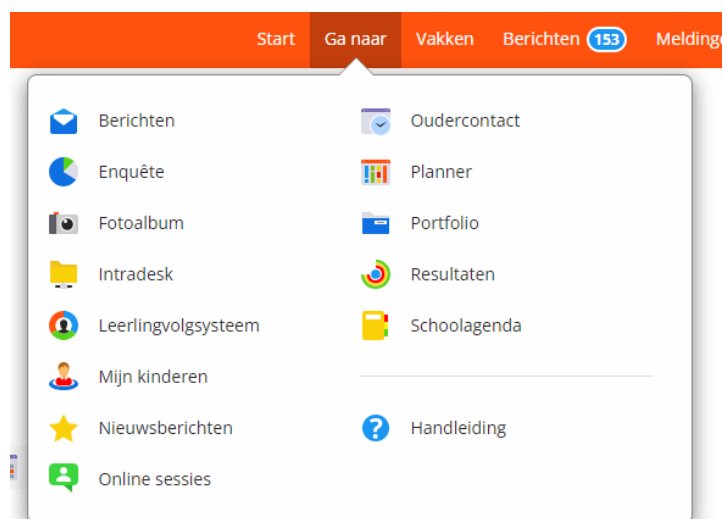 Start Ga naar Vakken Berichten 153 Meldinge
Berichten
Enquête
Fotoalbum
Intradesk
Leerlingvolgsysteem
Mijn kinderen
Nieuwsberichten
Online sessies
Oudercontact
Planner
Portfolio
Resultaten
Schoolagenda
Handleiding